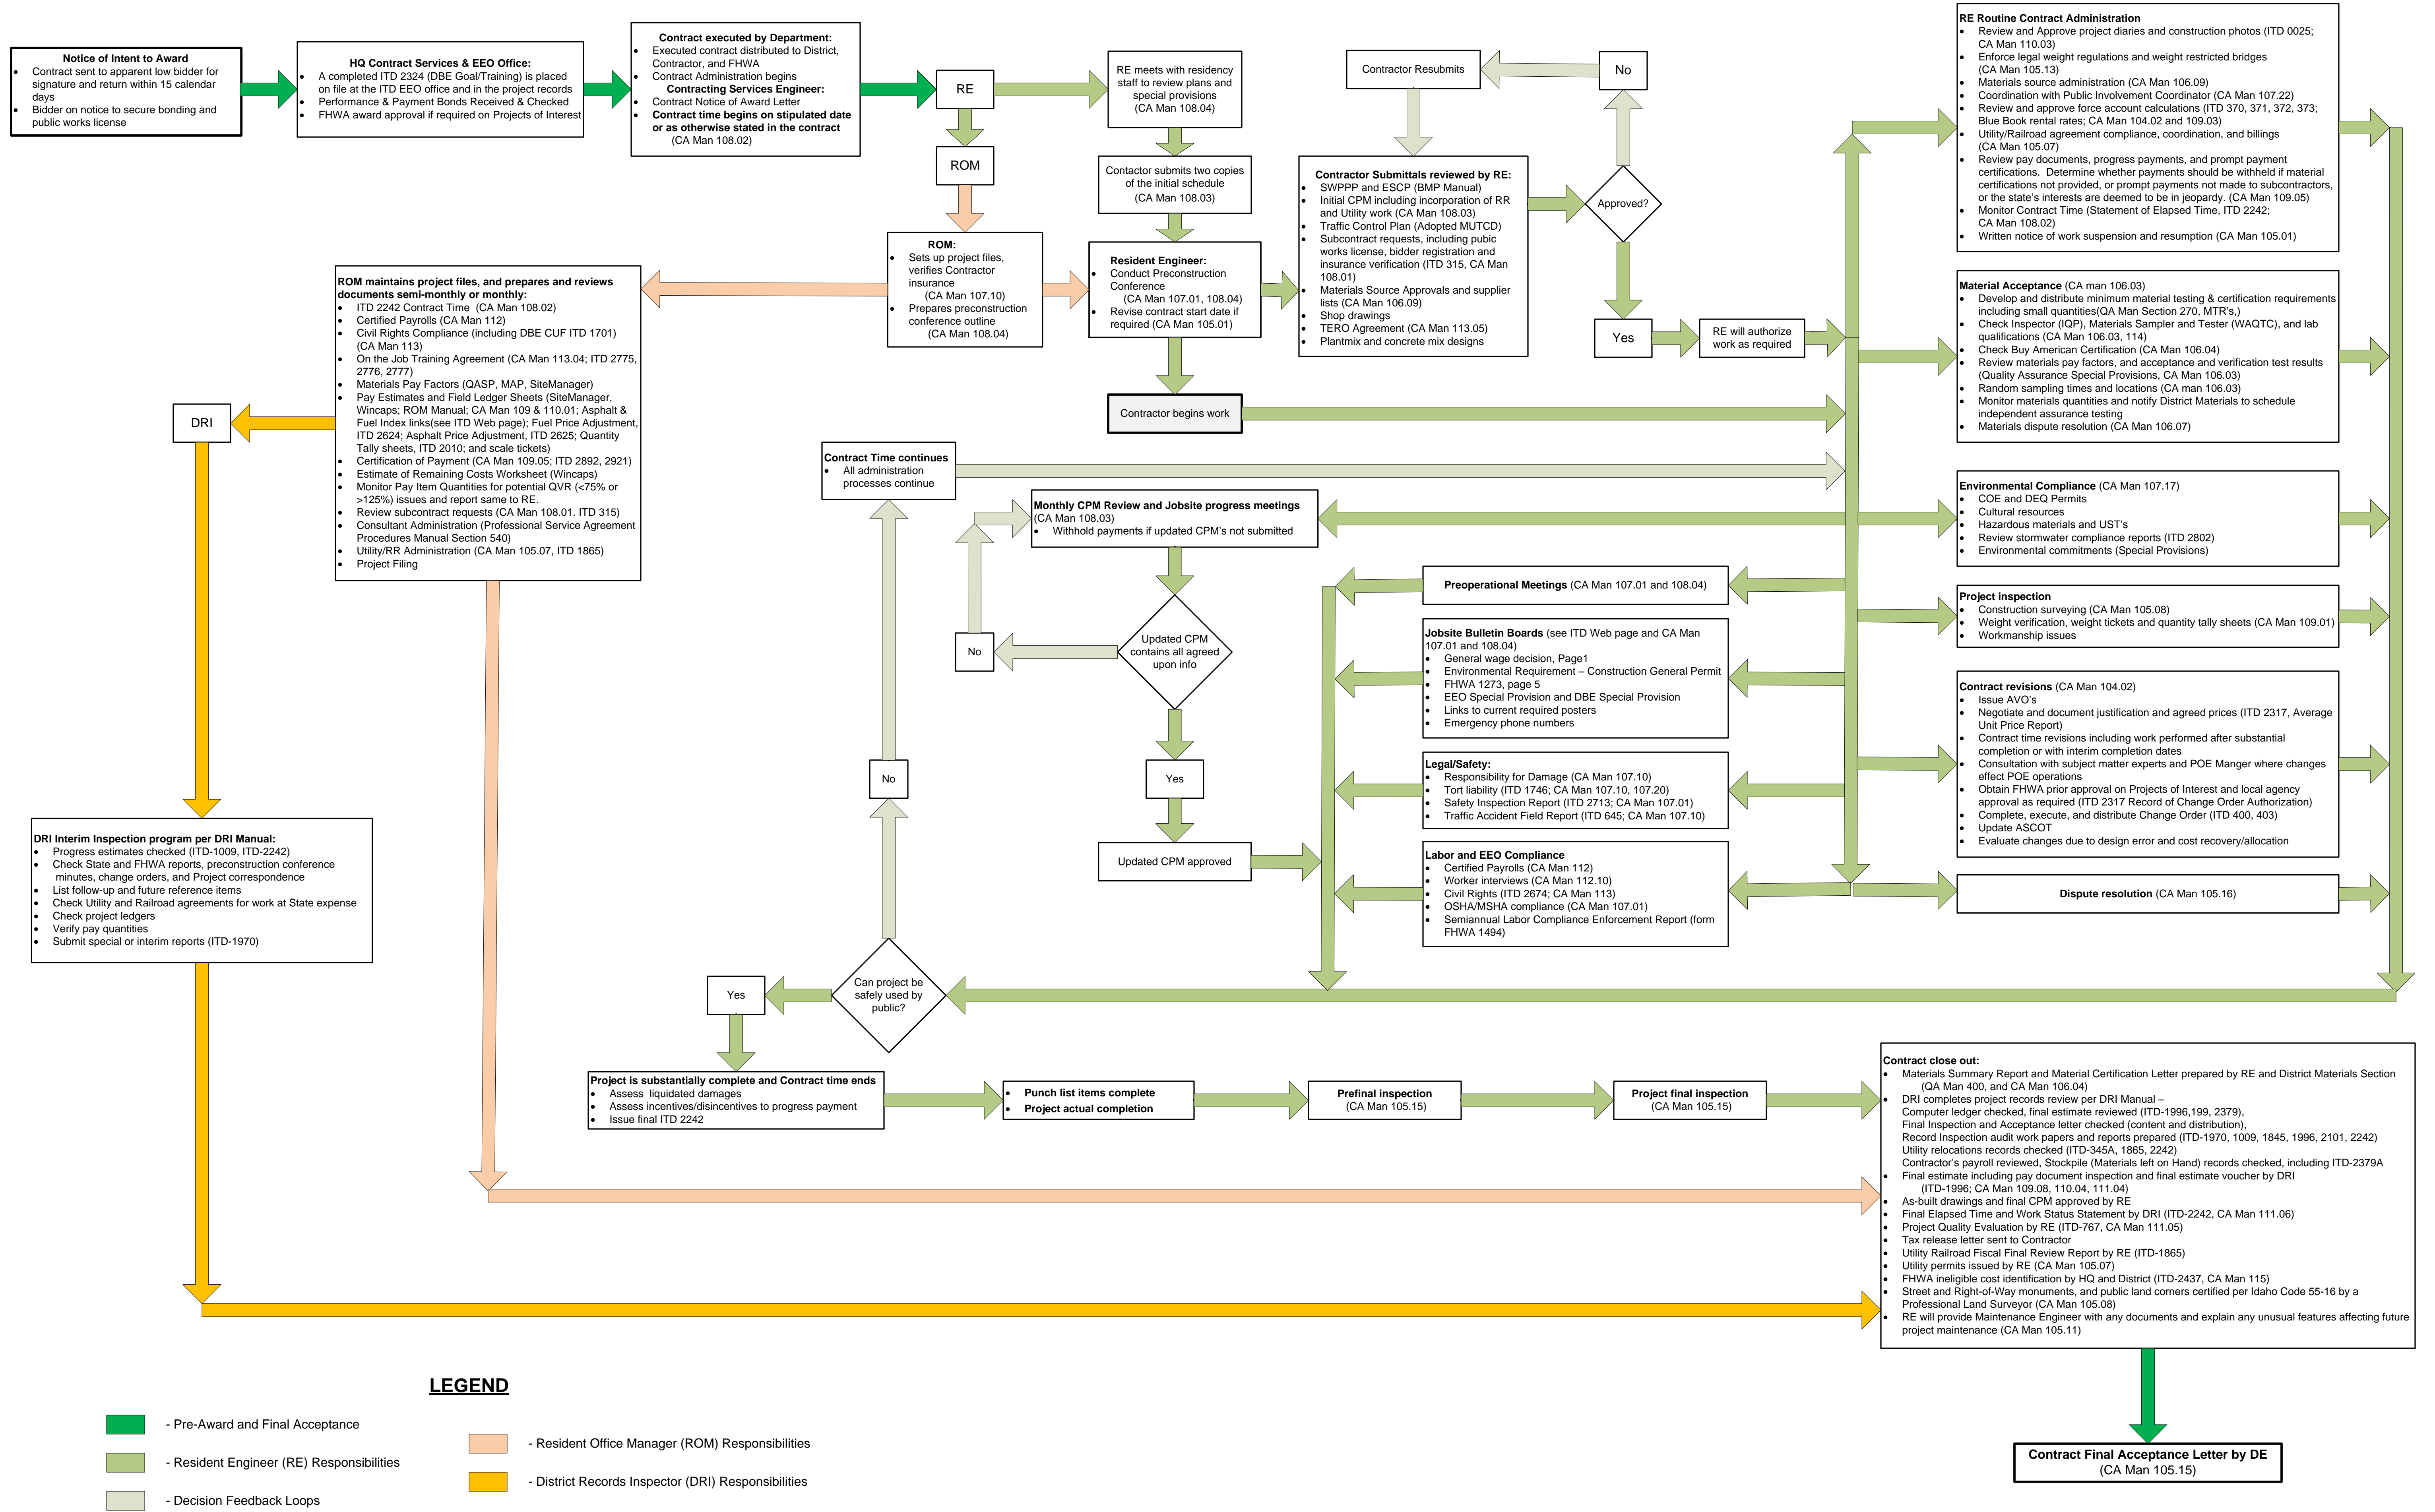 Notice of Intent to Award
• Contract sent to apparent low bidder for
signature and return within 15 calendar
days
• Bidder on notice to secure bonding and
public works license
HQ Contract Services & EEO Office:
• A completed ITD 2324 (DBE Goal/Training) is placed
on file at the ITD EEO office and in the project records
• Performance & Payment Bonds Received & Checked
• FHWA award approval if required on Projects of Interest
Contract executed by Department:
• Executed contract distributed to District,
Contractor, and FHWA
• Contract Administration begins
Contracting Services Engineer:
• Contract Notice of Award Letter
• Contract time begins on stipulated date
or as otherwise stated in the contract
(CA Man 108.02)
RE
ROM
RE meets with residency
staff to review plans and
special provisions
(CA Man 108.04)
Contactor submits two copies
of the initial schedule
(CA Man 108.03)
ROM:
• Sets up project files,
verifies Contractor
insurance
(CA Man 107.10)
• Prepares preconstruction
conference outline
(CA Man 108.04)
Resident Engineer:
• Conduct Preconstruction
Conference
(CA Man 107.01, 108.04)
• Revise contract start date if
required (CA Man 105.01)
Contractor begins work
Contractor Resubmits
No
Contractor Submittals reviewed by RE:
• SWPPP and ESCP (BMP Manual)
• Initial CPM including incorporation of RR
and Utility work (CA Man 108.03)
• Traffic Control Plan (Adopted MUTCD)
• Subcontract requests, including pubic
works license, bidder registration and
insurance verification (ITD 315, CA Man
108.01)
• Materials Source Approvals and supplier
lists (CA Man 106.09)
• Shop drawings
• TERO Agreement (CA Man 113.05)
• Plantmix and concrete mix designs
Approved?
Yes
RE will authorize
work as required
RE Routine Contract Administration
• Review and Approve project diaries and construction photos (ITD 0025;
CA Man 110.03)
• Enforce legal weight regulations and weight restricted bridges
(CA Man 105.13)
• Materials source administration (CA Man 106.09)
• Coordination with Public Involvement Coordinator (CA Man 107.22)
• Review and approve force account calculations (ITD 370, 371, 372, 373;
Blue Book rental rates; CA Man 104.02 and 109.03)
• Utility/Railroad agreement compliance, coordination, and billings
(CA Man 105.07)
• Review pay documents, progress payments, and prompt payment
certifications.  Determine whether payments should be withheld if material
certifications not provided, or prompt payments not made to subcontractors,
or the state's interests are deemed to be in jeopardy. (CA Man 109.05)
• Monitor Contract Time (Statement of Elapsed Time, ITD 2242;
CA Man 108.02)
• Written notice of work suspension and resumption (CA Man 105.01)
Material Acceptance (CA man 106.03)
• Develop and distribute minimum material testing & certification requirements
including small quantities(QA Man Section 270, MTR's,)
• Check Inspector (IQP), Materials Sampler and Tester (WAQTC), and lab
qualifications (CA Man 106.03, 114)
• Check Buy American Certification (CA Man 106.04)
• Review materials pay factors, and acceptance and verification test results
(Quality Assurance Special Provisions, CA Man 106.03)
• Random sampling times and locations (CA man 106.03)
• Monitor materials quantities and notify District Materials to schedule
independent assurance testing
• Materials dispute resolution (CA Man 106.07)
Environmental Compliance (CA Man 107.17)
• COE and DEQ Permits
• Cultural resources
• Hazardous materials and UST's
• Review stormwater compliance reports (ITD 2802)
• Environmental commitments (Special Provisions)
Project inspection
• Construction surveying (CA Man 105.08)
• Weight verification, weight tickets and quantity tally sheets (CA Man 109.01)
• Workmanship issues
Contract revisions (CA Man 104.02)
• Issue AVO's
• Negotiate and document justification and agreed prices (ITD 2317, Average
Unit Price Report)
• Contract time revisions including work performed after substantial
completion or with interim completion dates
• Consultation with subject matter experts and POE Manger where changes
effect POE operations
• Obtain FHWA prior approval on Projects of Interest and local agency
approval as required (ITD 2317 Record of Change Order Authorization)
• Complete, execute, and distribute Change Order (ITD 400, 403)
• Update ASCOT
• Evaluate changes due to design error and cost recovery/allocation
Dispute resolution (CA Man 105.16)
ROM maintains project files, and prepares and reviews
documents semi-monthly or monthly:
• ITD 2242 Contract Time  (CA Man 108.02)
• Certified Payrolls (CA Man 112)
• Civil Rights Compliance (including DBE CUF ITD 1701)
(CA Man 113)
• On the Job Training Agreement (CA Man 113.04; ITD 2775,
2776, 2777)
• Materials Pay Factors (QASP, MAP, SiteManager)
• Pay Estimates and Field Ledger Sheets (SiteManager,
Wincaps; ROM Manual; CA Man 109 & 110.01; Asphalt &
Fuel Index links(see ITD Web page); Fuel Price Adjustment,
ITD 2624; Asphalt Price Adjustment, ITD 2625; Quantity
Tally sheets, ITD 2010; and scale tickets)
• Certification of Payment (CA Man 109.05; ITD 2892, 2921)
• Estimate of Remaining Costs Worksheet (Wincaps)
• Monitor Pay Item Quantities for potential QVR (<75% or
>125%) issues and report same to RE.
• Review subcontract requests (CA Man 108.01. ITD 315)
• Consultant Administration (Professional Service Agreement
Procedures Manual Section 540)
• Utility/RR Administration (CA Man 105.07, ITD 1865)
• Project Filing
DRI
Contract Time continues
• All administration
processes continue
Monthly CPM Review and Jobsite progress meetings
(CA Man 108.03)
• Withhold payments if updated CPM's not submitted
Updated CPM
contains all agreed
upon info
No
Yes
Updated CPM approved
Preoperational Meetings (CA Man 107.01 and 108.04)
Jobsite Bulletin Boards (see ITD Web page and CA Man
107.01 and 108.04)
• General wage decision, Page1
• Environmental Requirement – Construction General Permit
• FHWA 1273, page 5
• EEO Special Provision and DBE Special Provision
• Links to current required posters
• Emergency phone numbers
Legal/Safety:
• Responsibility for Damage (CA Man 107.10)
• Tort liability (ITD 1746; CA Man 107.10, 107.20)
• Safety Inspection Report (ITD 2713; CA Man 107.01)
• Traffic Accident Field Report (ITD 645; CA Man 107.10)
Labor and EEO Compliance
• Certified Payrolls (CA Man 112)
• Worker interviews (CA Man 112.10)
• Civil Rights (ITD 2674; CA Man 113)
• OSHA/MSHA compliance (CA Man 107.01)
• Semiannual Labor Compliance Enforcement Report (form
FHWA 1494)
No
Can project be
safely used by
public?
Yes
DRI Interim Inspection program per DRI Manual:
• Progress estimates checked (ITD-1009, ITD-2242)
• Check State and FHWA reports, preconstruction conference
minutes, change orders, and Project correspondence
• List follow-up and future reference items
• Check Utility and Railroad agreements for work at State expense
• Check project ledgers
• Verify pay quantities
• Submit special or interim reports (ITD-1970)
Project is substantially complete and Contract time ends
• Assess  liquidated damages
• Assess incentives/disincentives to progress payment
• Issue final ITD 2242
• Punch list items complete
• Project actual completion
Prefinal inspection
(CA Man 105.15)
Project final inspection
(CA Man 105.15)
Contract close out:
• Materials Summary Report and Material Certification Letter prepared by RE and District Materials Section
(QA Man 400, and CA Man 106.04)
• DRI completes project records review per DRI Manual –
Computer ledger checked, final estimate reviewed (ITD-1996,199, 2379),
Final Inspection and Acceptance letter checked (content and distribution),
Record Inspection audit work papers and reports prepared (ITD-1970, 1009, 1845, 1996, 2101, 2242)
Utility relocations records checked (ITD-345A, 1865, 2242)
Contractor's payroll reviewed, Stockpile (Materials left on Hand) records checked, including ITD-2379A
• Final estimate including pay document inspection and final estimate voucher by DRI
(ITD-1996; CA Man 109.08, 110.04, 111.04)
• As-built drawings and final CPM approved by RE
• Final Elapsed Time and Work Status Statement by DRI (ITD-2242, CA Man 111.06)
• Project Quality Evaluation by RE (ITD-767, CA Man 111.05)
• Tax release letter sent to Contractor
• Utility Railroad Fiscal Final Review Report by RE (ITD-1865)
• Utility permits issued by RE (CA Man 105.07)
• FHWA ineligible cost identification by HQ and District (ITD-2437, CA Man 115)
• Street and Right-of-Way monuments, and public land corners certified per Idaho Code 55-16 by a
Professional Land Surveyor (CA Man 105.08)
• RE will provide Maintenance Engineer with any documents and explain any unusual features affecting future
project maintenance (CA Man 105.11)
Contract Final Acceptance Letter by DE
(CA Man 105.15)
LEGEND
- Pre-Award and Final Acceptance
- Resident Engineer (RE) Responsibilities
- Decision Feedback Loops
- Resident Office Manager (ROM) Responsibilities
- District Records Inspector (DRI) Responsibilities